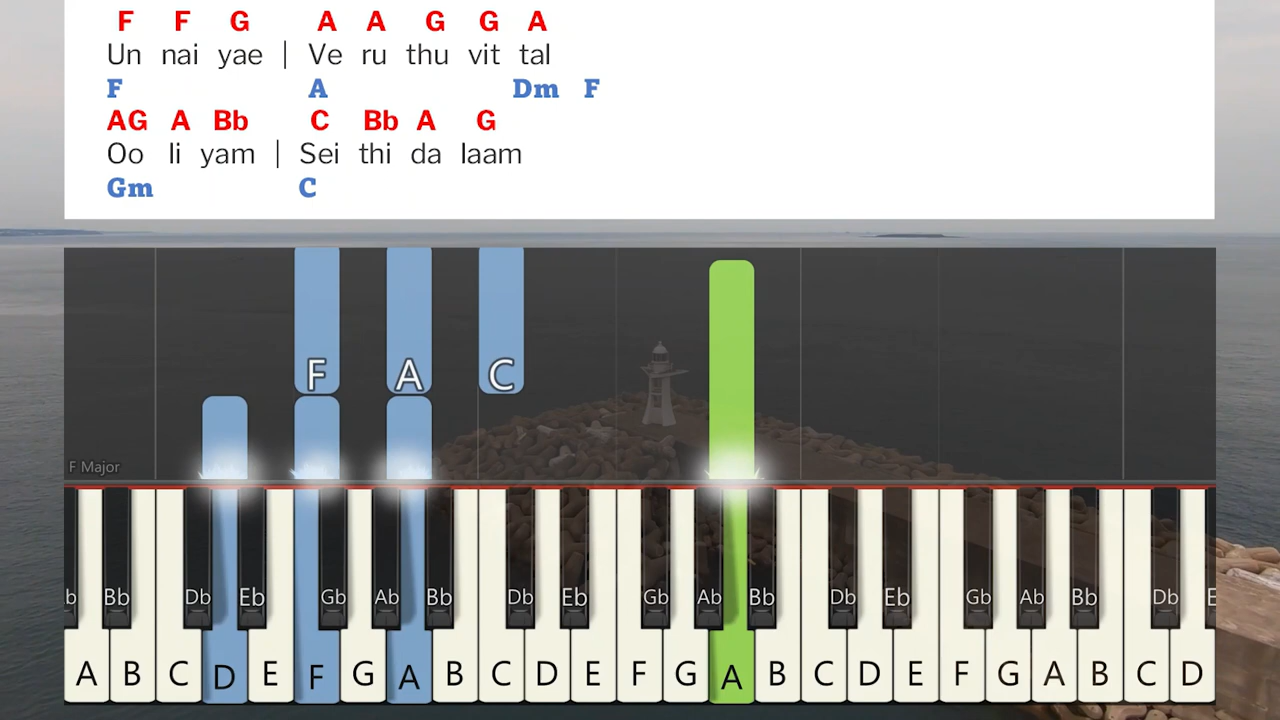 F F G A A G G A
Un nai yae | Ve ru thu vit tal
F A Dm F
AG A Bb C Bb A G
Oo li yam | Sei thi da laam
Gm C
F A C
F Major
b Bb Db Eb Gb Ab Bb Db Eb Gb Ab Bb Db Eb Gb Ab Bb Db E
A B C D E F G A B C D E F G A B C D E F G A B C D